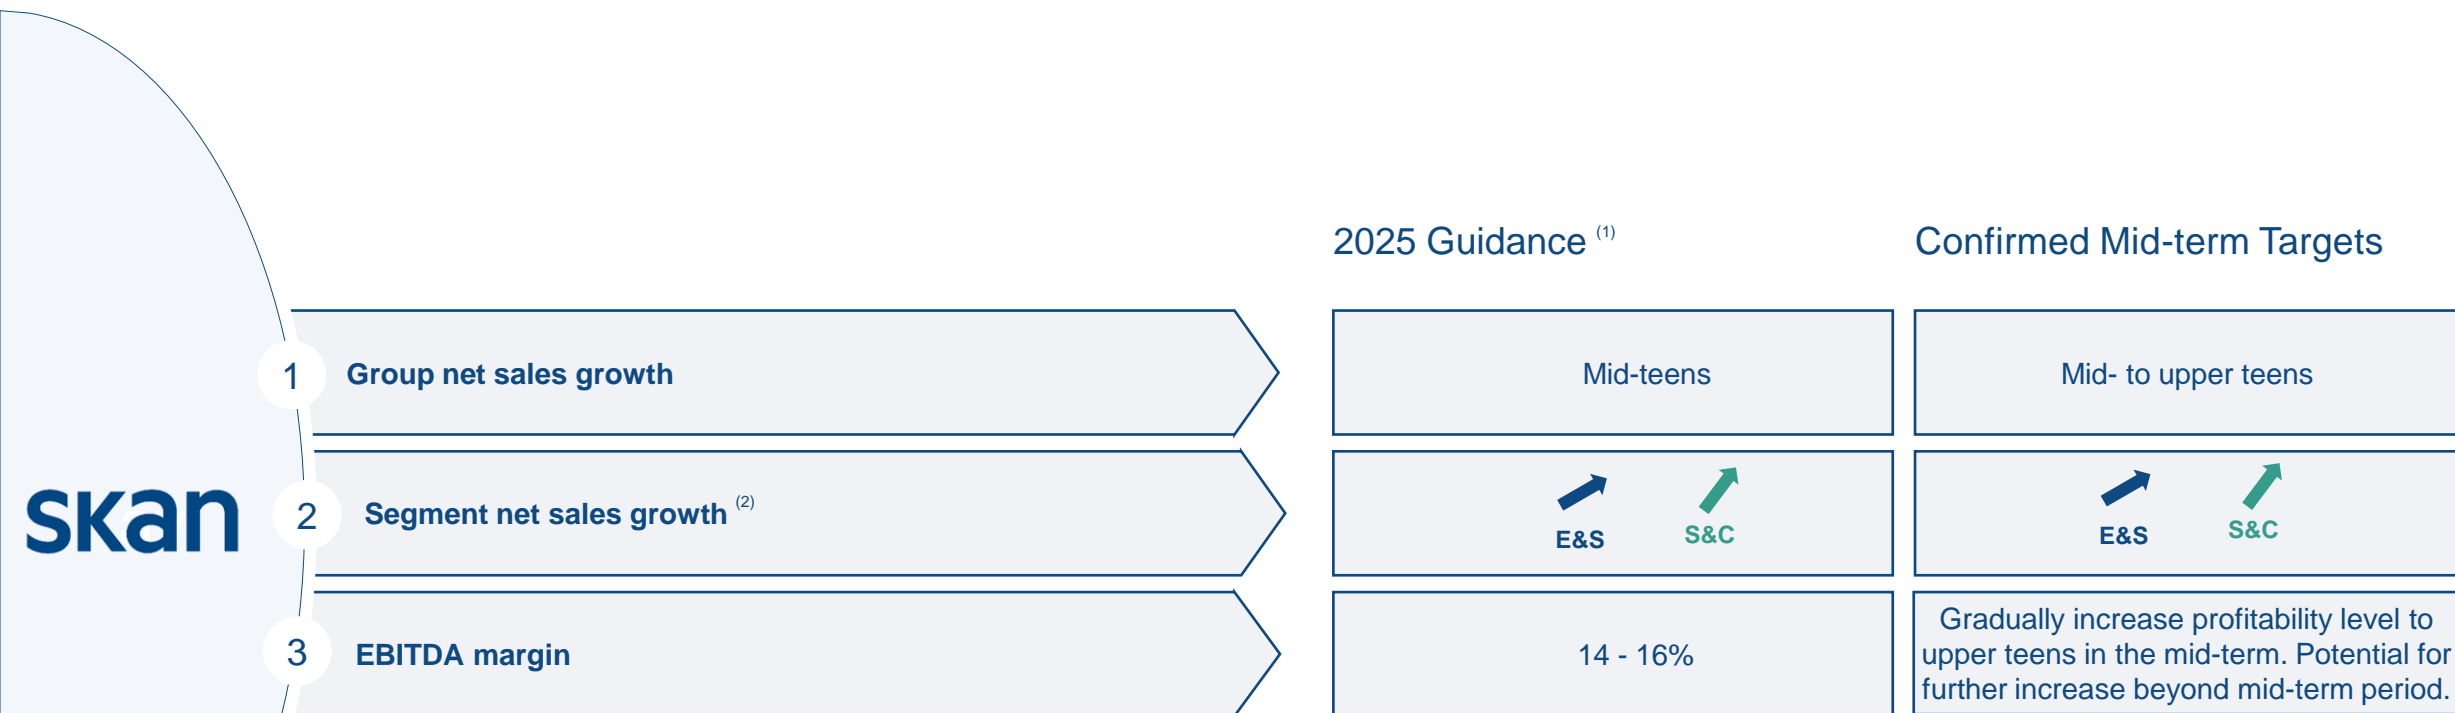 2025 Guidance (1)
Confirmed Mid-term Targets
1 Group net sales growth
Mid-teens
Mid- to upper teens
skan
2 Segment net sales growth (2)
E&S
S&C
E&S
S&C
3 EBITDA margin
14 - 16%
Gradually increase profitability level to
upper teens in the mid-term. Potential for
further increase beyond mid-term period.